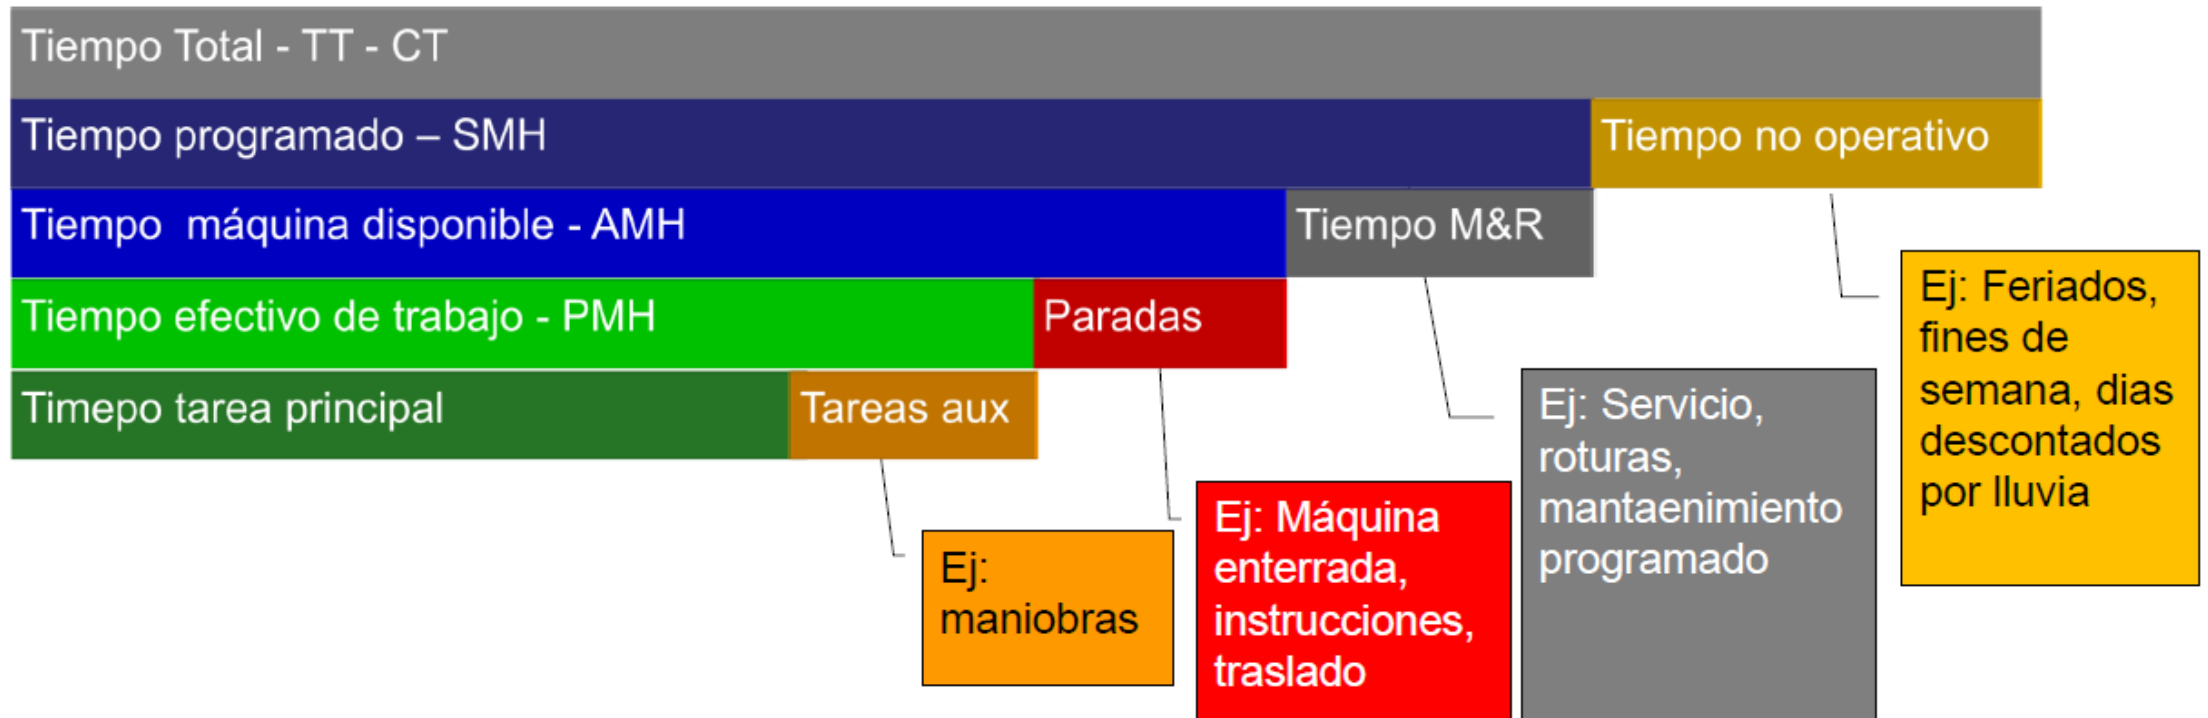 Tiempo Total - TT - CT
Tiempo programado – SMH
Tiempo no operativo
Tiempo  máquina disponible - AMH
Tiempo M&R
Tiempo efectivo de trabajo - PMH
Paradas
Timepo tarea principal
Tareas aux
Ej:
maniobras
Ej: Máquina
enterrada,
instrucciones,
traslado
Ej: Servicio,
roturas,
mantaenimiento
programado
Ej: Feriados,
fines de
semana, dias
descontados
por lluvia